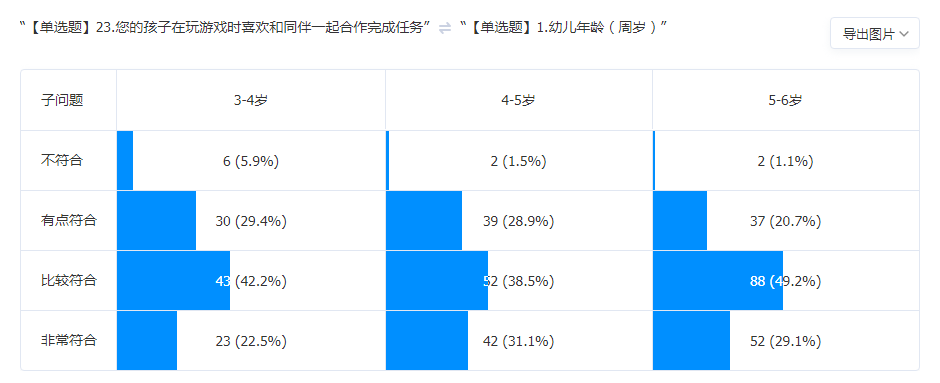 “【单选题】23.您的孩子在玩游戏时喜欢和同伴一起合作完成任务” ⇌ “【单选题】1.幼儿年龄（周岁）”
导出图片
子问题 3-4岁 4-5岁 5-6岁
不符合 6 (5.9%) 2 (1.5%) 2 (1.1%)
有点符合 30 (29.4%) 39 (28.9%) 37 (20.7%)
比较符合 43 (42.2%) 52 (38.5%) 88 (49.2%)
非常符合 23 (22.5%) 42 (31.1%) 52 (29.1%)